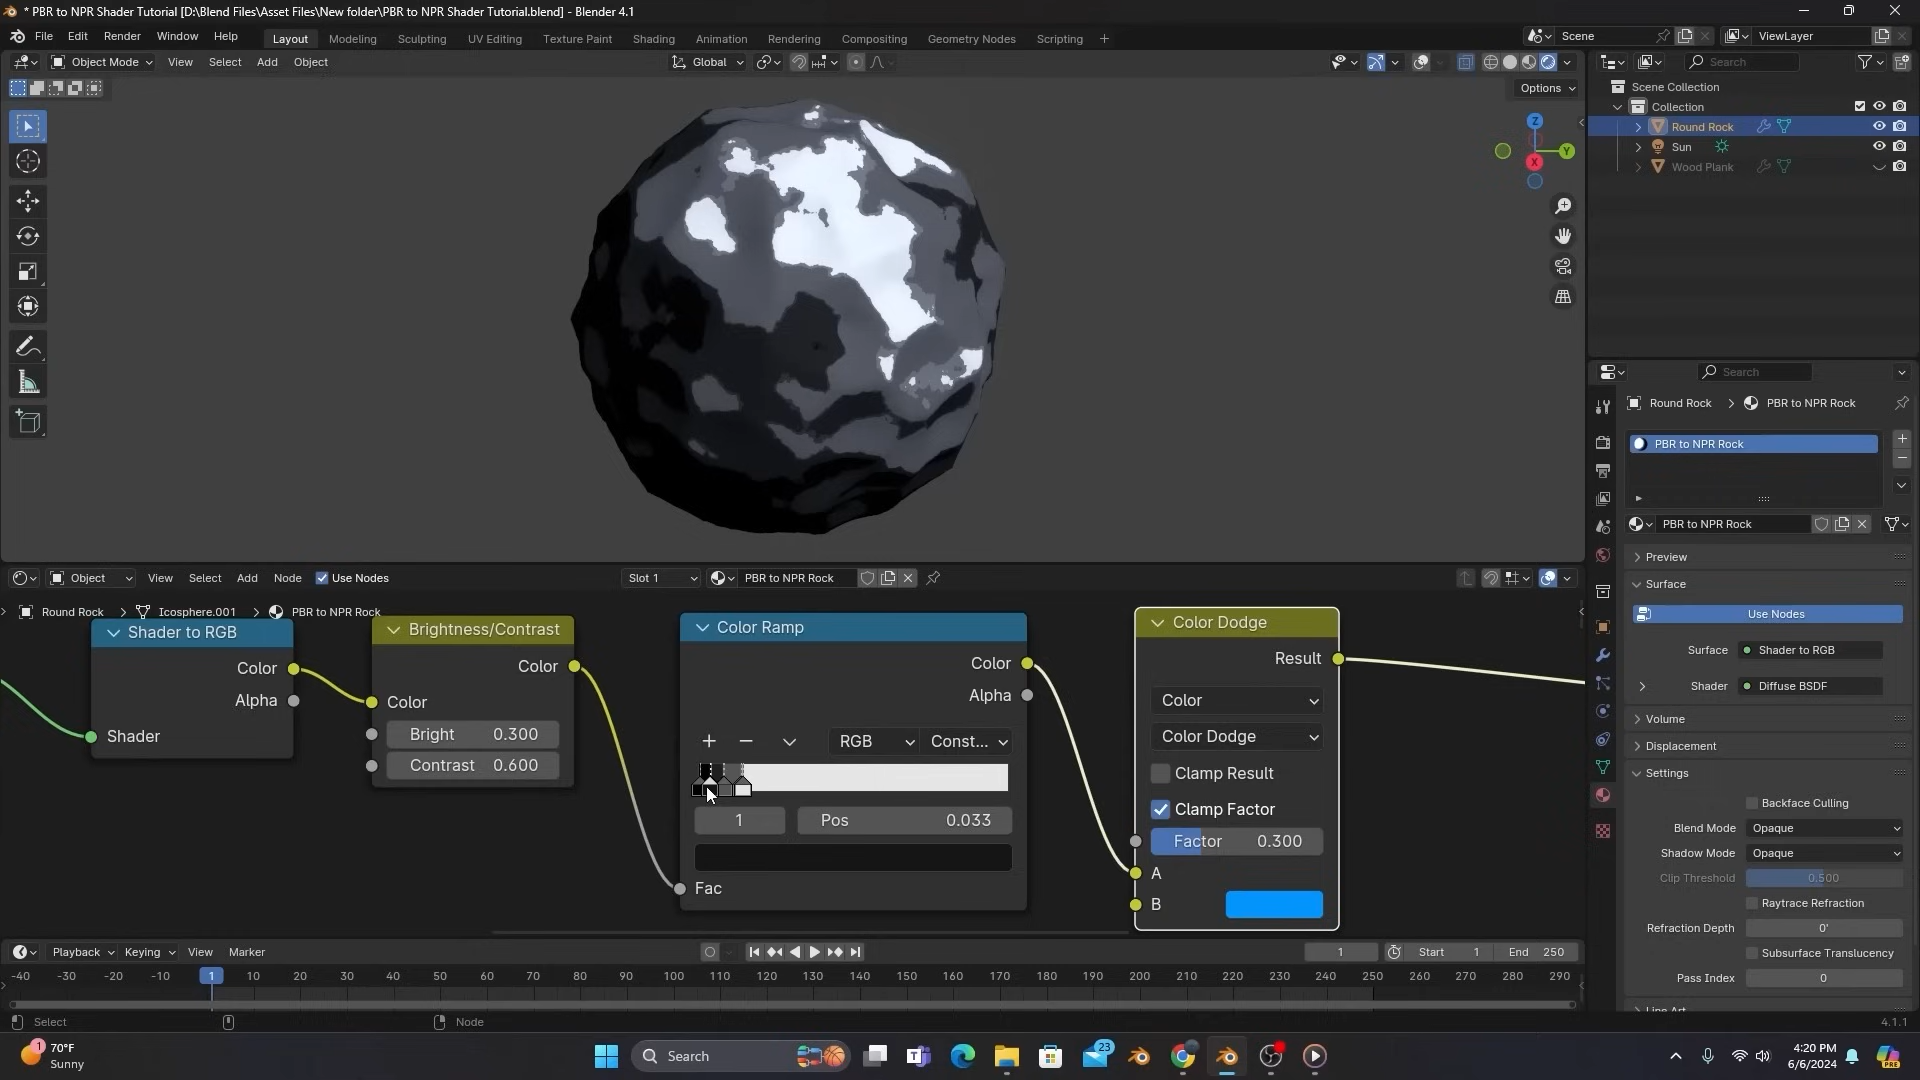 * PBR to NPR Shader Tutorial [D:\Blend Files\Asset Files\New folder\PBR to NPR Shader Tutorial.blend] - Blender 4.1
File Edit Render Window Help
Layout Modeling Sculpting UV Editing Texture Paint Shading Animation Rendering Compositing Geometry Nodes Scripting +
Scene ViewLayer
Object Mode View Select Add Object
Global
Search
Options
Scene Collection
Collection
Round Rock
Sun
Wood Plank
Z
Y
X
Search
Round Rock PBR to NPR Rock
PBR to NPR Rock
PBR to NPR Rock
Preview
Surface
Use Nodes
Surface Shader to RGB
Shader Diffuse BSDF
Volume
Displacement
Settings
Backface Culling
Blend Mode Opaque
Shadow Mode Opaque
Clip Threshold 0.500
Raytrace Refraction
Refraction Depth 0'
Subsurface Translucency
Pass Index 0
Line Art
Object View Select Add Node Use Nodes
Slot 1 PBR to NPR Rock
Round Rock Icosphere.001 PBR to NPR Rock
Shader to RGB
Color
Alpha
Shader
Brightness/Contrast
Color
Color
Bright 0.300
Contrast 0.600
Color Ramp
Color
Alpha
RGB Const...
1 Pos 0.033
Fac
Color Dodge
Result
Color
Color Dodge
Clamp Result
Clamp Factor
Factor 0.300
A
B
Playback Keying View Marker
1 Start 1 End 250
-40 -30 -20 -10 1 10 20 30 40 50 60 70 80 90 100 110 120 130 140 150 160 170 180 190 200 210 220 230 240 250 260 270 280 290
Select Node
4.1.1
1
70°F
Sunny
Search
23
4:20 PM
6/6/2024
PRE